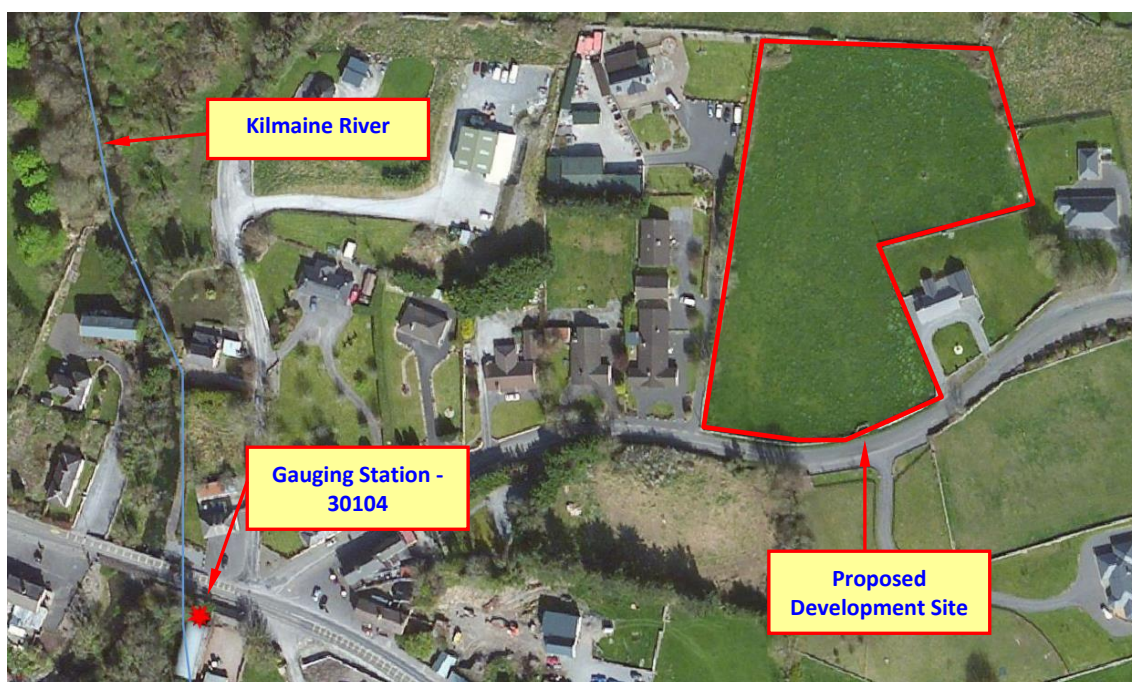 Kilmaine River
Gauging Station -
30104
Proposed
Development Site